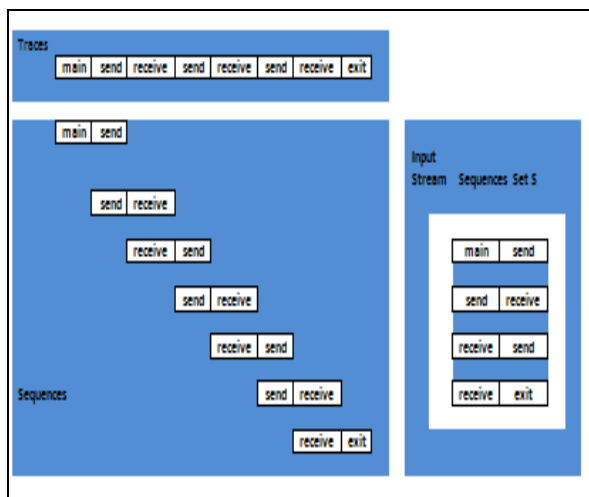 Traces
main send receive send receive send receive exit
main send
send receive
receive send
send receive
receive send
Sequences
send receive
receive exit
Input
Stream Sequences Set S
main send
send receive
receive send
receive exit